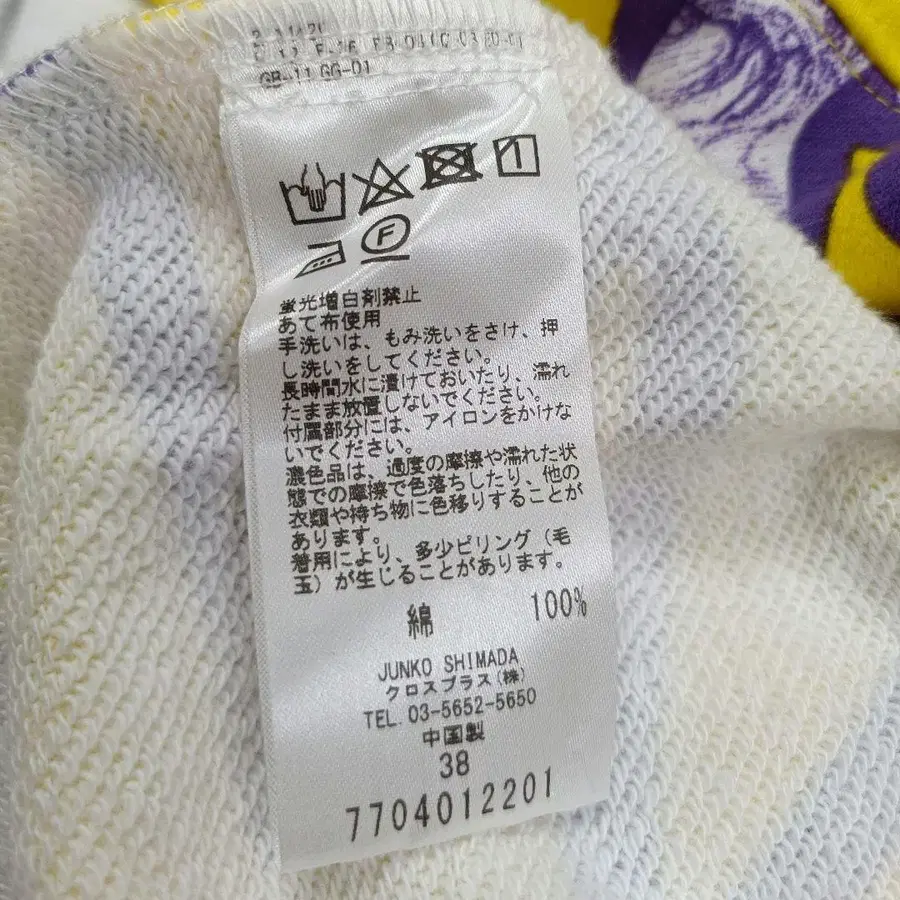 GB-11 GG-01
F
蛍光増白剤禁止
あて布使用
手洗いは、もみ洗いをさけ、押
し洗いをしてください。
長時間水に漬けておいたり、濡れ
たまま放置しないでください。
付属部分には、アイロンをかけな
いでください。
濃色品は、過度の摩擦や濡れた状
態での摩擦で色落ちしたり、他の
衣類や持ち物に色移りすることが
あります。
着用により、多少ピリング（毛
玉）が生じることがあります。
綿 100%
JUNKO SHIMADA
クロスプラス(株)
TEL. 03-5652-5650
中国製
38
7704012201